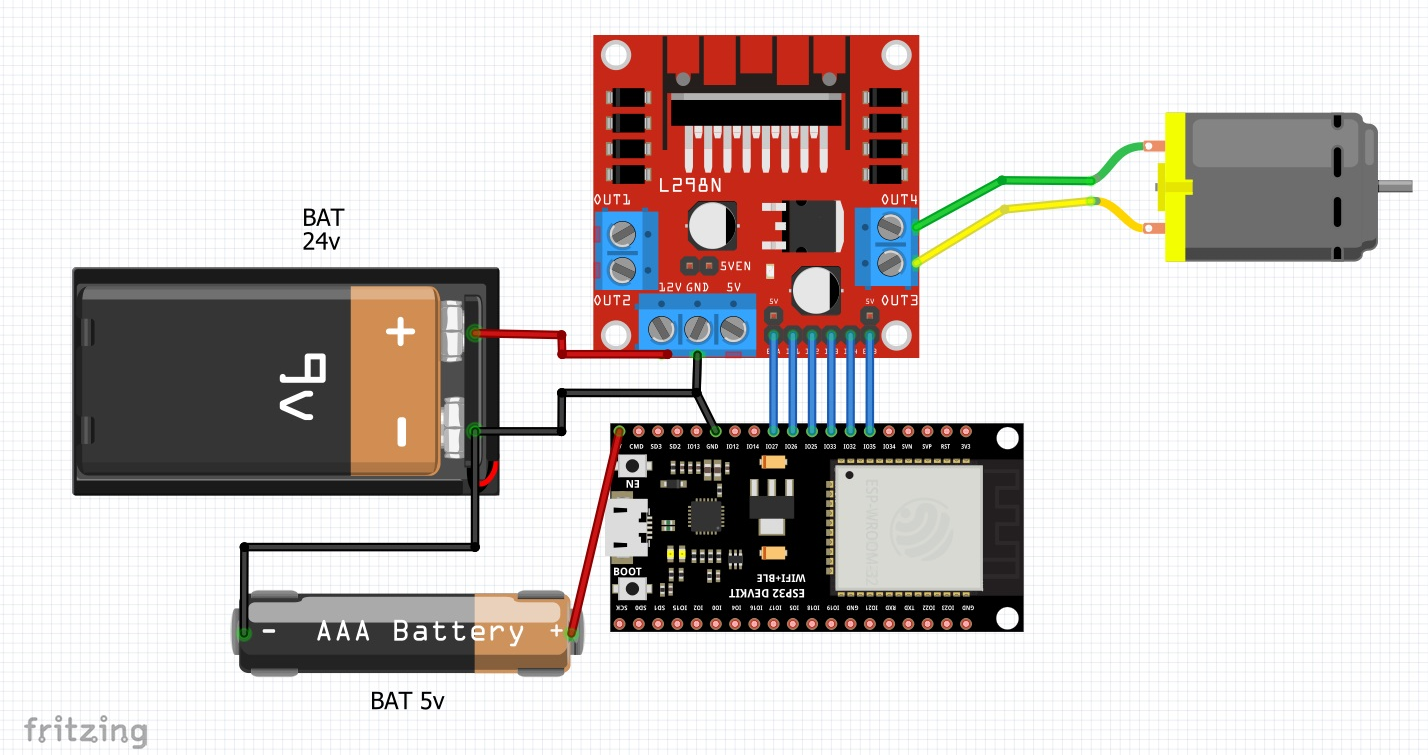 BAT
24v
9v
+
-
L298N
OUT1
OUT4
5VEN
12V GND 5V
OUT2
OUT3
5V
5V
CMD SD3 SD2 IO13 GND IO12 IO14 IO27 IO26 IO25 IO33 IO32 IO35 IO34 SVN SVP RST 3V3
EN
ESP-WROOM32
BOOT
WIFI+BLE
ESP32 DEVKIT
SCK SD0 SD1 IO15 IO2 IO0 IO4 IO16 IO17 IO5 IO18 IO19 GND IO21 RXD TXD IO22 IO23 GND
- AAA Battery +
BAT 5v
fritzing